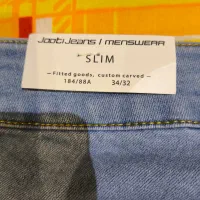 Jooti Jeans / MENSWEAR
SLIM
Fitted goods, custom carved
184/88A 34/32